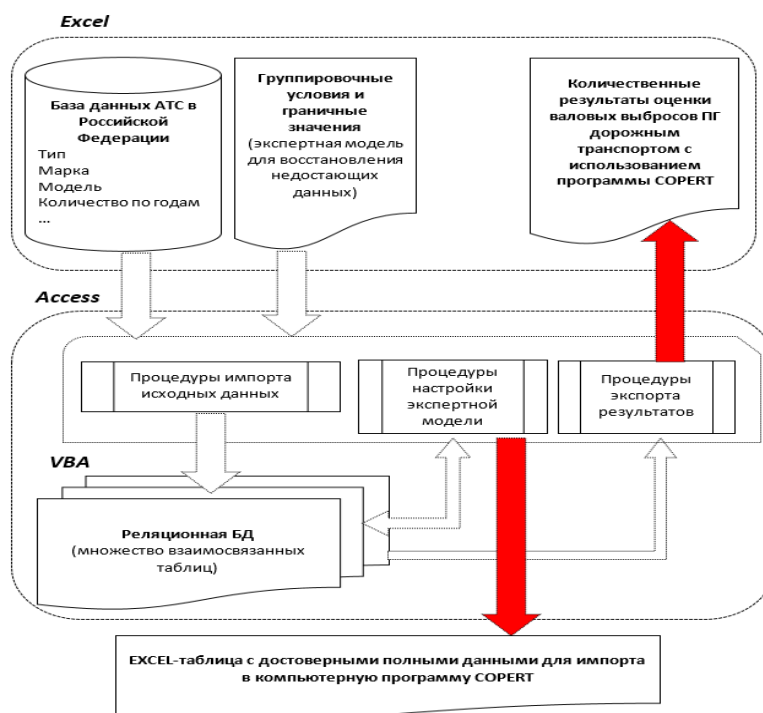 Excel
База данных АТС в
Российской
Федерации
Тип
Марка
Модель
Количество по годам
...
Группировочные
условия и
граничные
значения
(экспертная модель
для восстановления
недостающих
данных)
Количественные
результаты оценки
валовых выбросов ПГ
дорожным
транспортом с
использованием
программы COPERT
Access
Процедуры импорта
исходных данных
Процедуры
настройки
экспертной
модели
Процедуры
экспорта
результатов
VBA
Реляционная БД
(множество взаимосвязанных
таблиц)
EXCEL-таблица с достоверными полными данными для импорта
в компьютерную программу COPERT